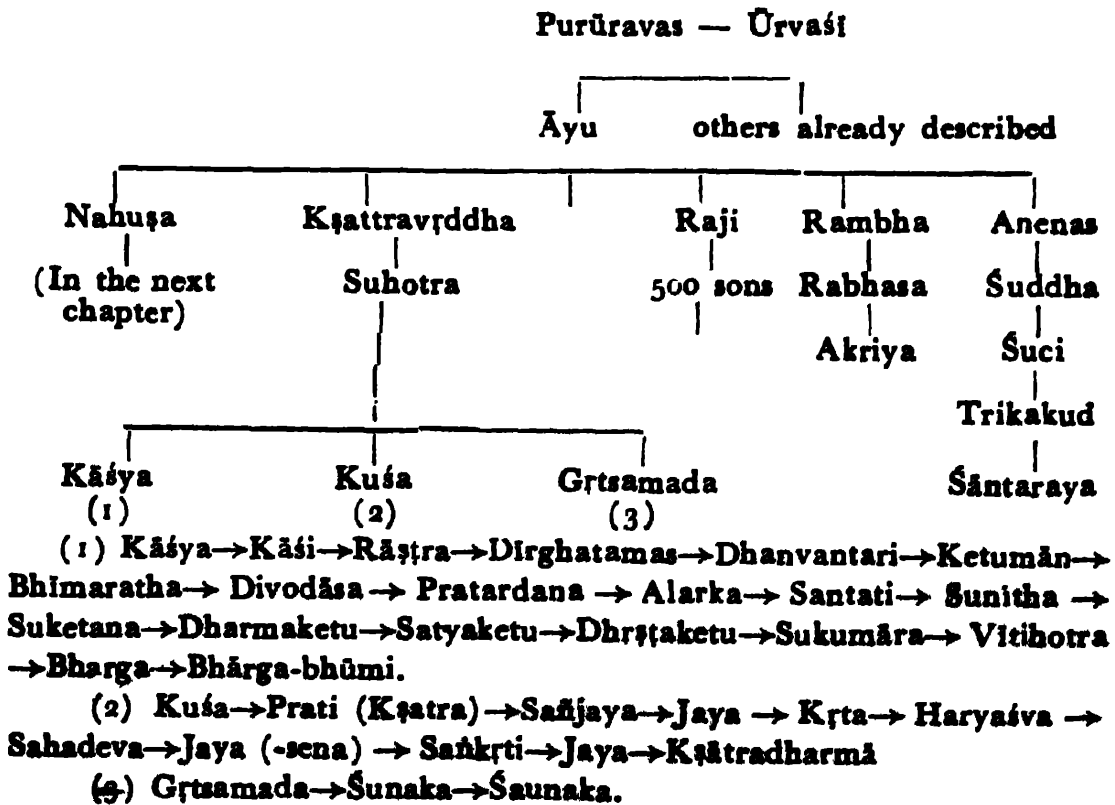 Purūravas — Ūrvaśī
Āyu others already described
Nahuṣa Kṣattravṛddha Raji Rambha Anenas
(In the next Suhotra 500 sons Rabhasa Śuddha
chapter)
Akriya Śuci
Trikakud
Kāśya Kuśa Gṛtsamada Śāntaraya
(1) (2) (3)
(1) Kāśya→Kāśi→Rāṣṭra→Dīrghatamas→Dhanvantari→Ketumān→
Bhīmaratha→ Divodāsa→ Pratardana → Alarka→ Santati→ Sunītha →
Suketana→Dharmaketu→Satyaketu→Dhṛṣṭaketu→Sukumāra→ Vītihotra
→Bharga→Bhārga-bhūmi.
(2) Kuśa→Prati (Kṣatra)→Sañjaya→Jaya → Kṛta→ Haryaśva →
Sahadeva→Jaya (-sena) → Saṅkṛti→Jaya→Kṣātradharmā
(3) Gṛtsamada→Śunaka→Śaunaka.